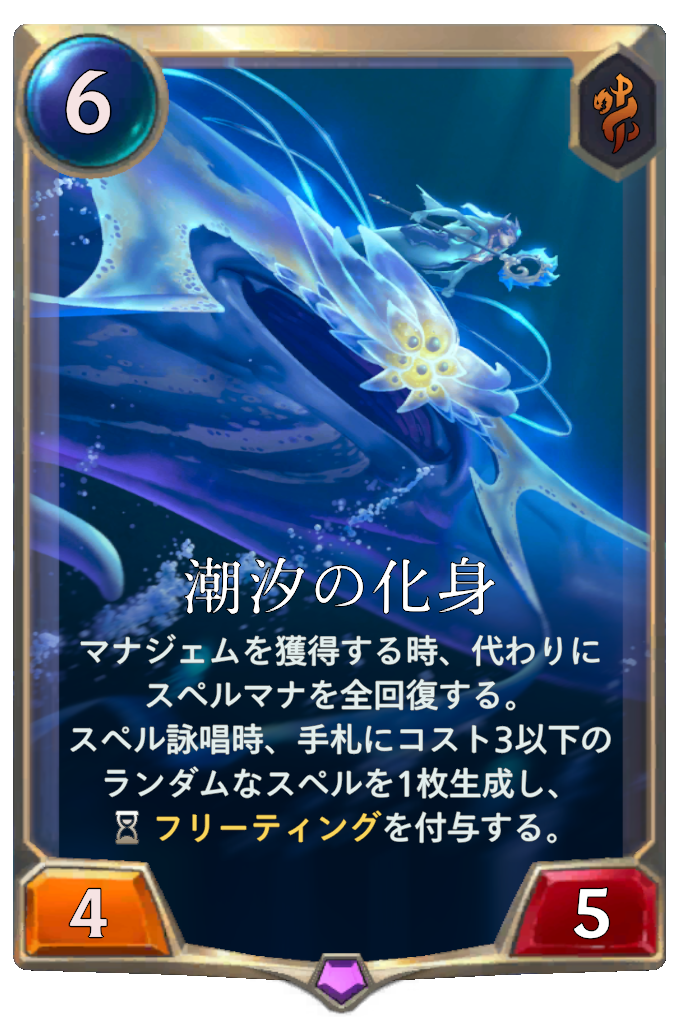 6
潮汐の化身
マナジェムを獲得する時、代わりに
スペルマナを全回復する。
スペル詠唱時、手札にコスト3以下の
ランダムなスペルを1枚生成し、
フリーティングを付与する。
4
5